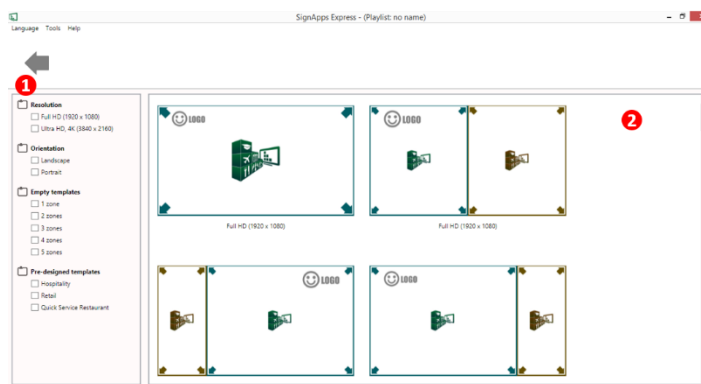 SignApps Express - (Playlist: no name)
Language Tools Help
1
Resolution
Full HD (1920 x 1080)
Ultra HD, 4K (3840 x 2160)
Orientation
Landscape
Portrait
Empty templates
1 zone
2 zones
3 zones
4 zones
5 zones
Pre-designed templates
Hospitality
Retail
Quick Service Restaurant
2
LOGO
LOGO
Full HD (1920 x 1080)
Full HD (1920 x 1080)
LOGO
LOGO